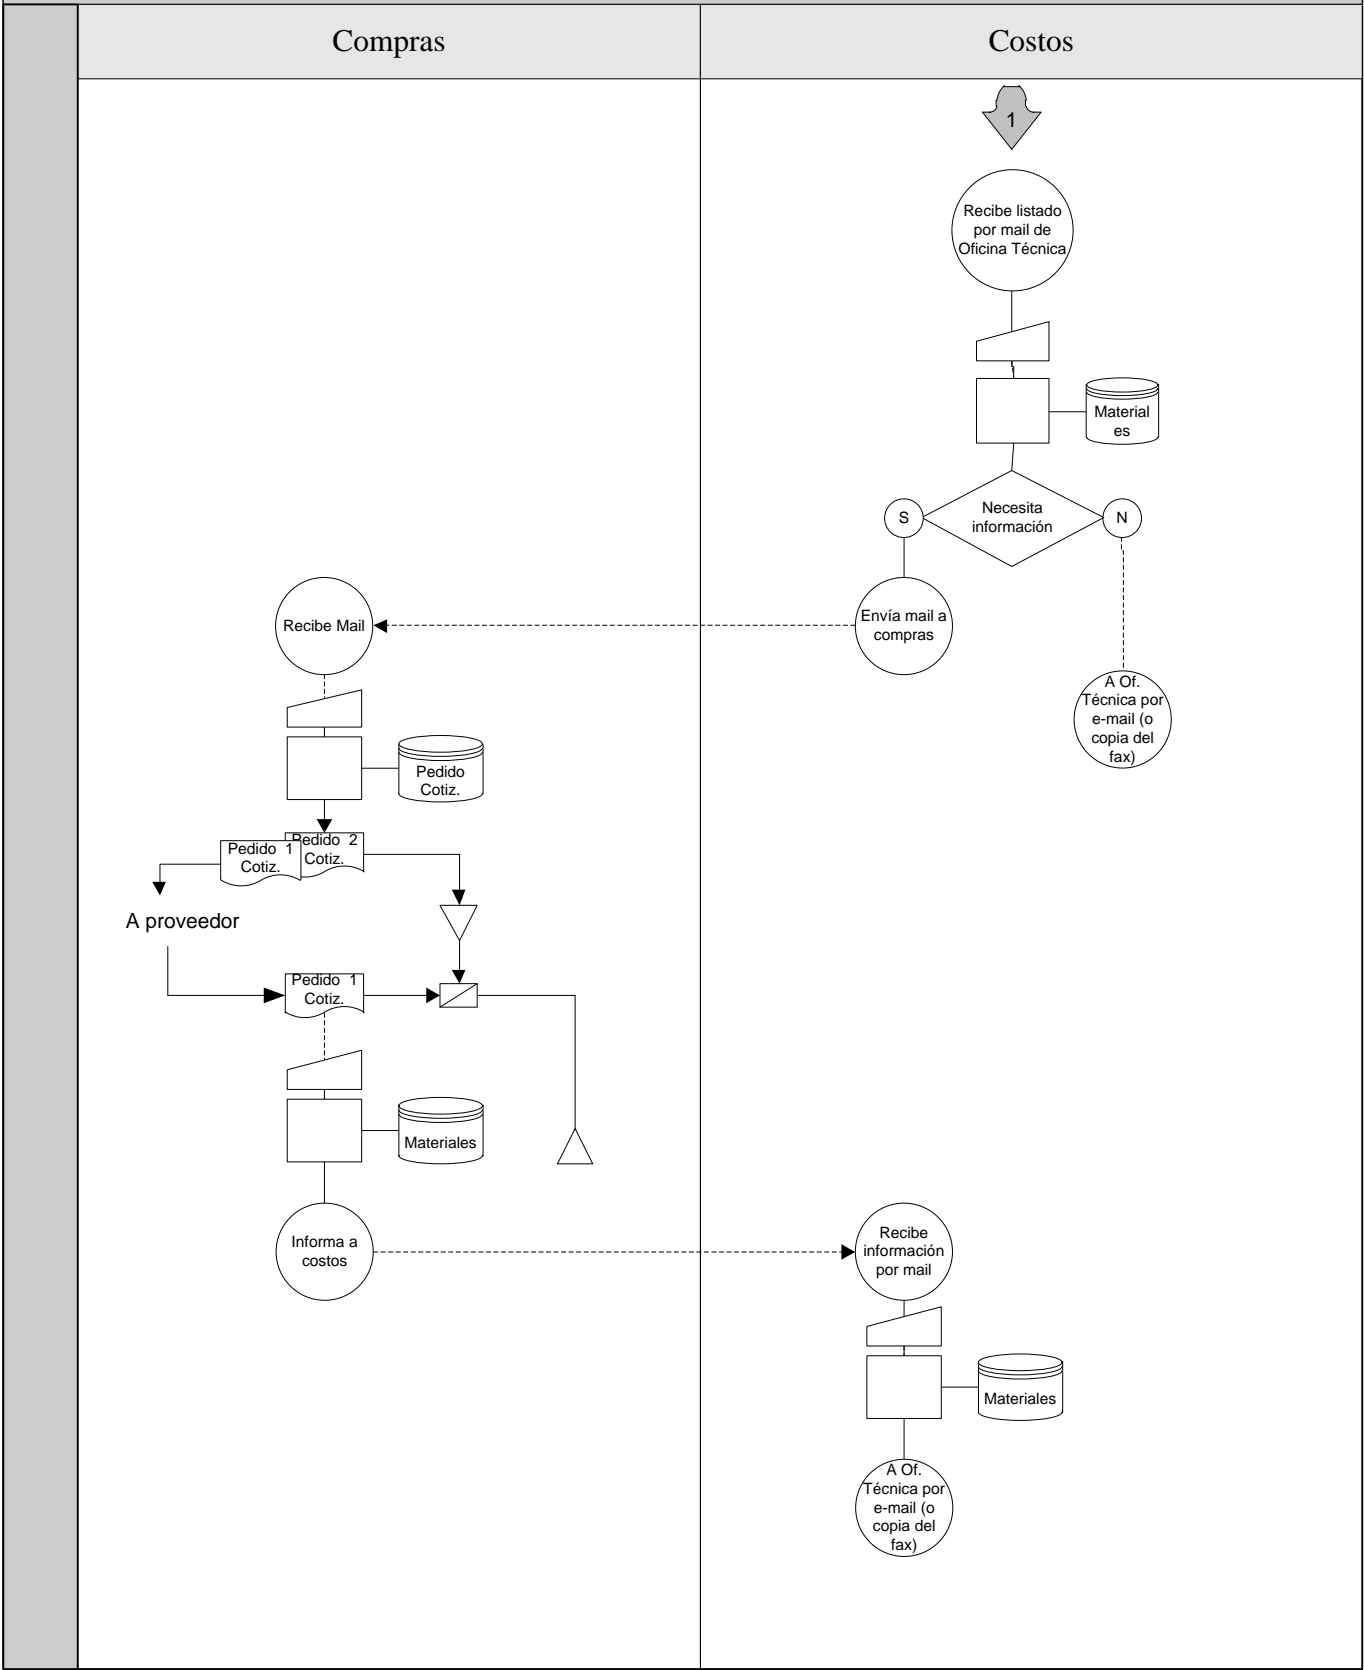 Compras
Costos
1
Recibe listado
por mail de
Oficina Técnica
Material
es
Necesita
información
S
N
Envía mail a
compras
Recibe Mail
A Of.
Técnica por
e-mail (o
copia del
fax)
Pedido
Cotiz.
Pedido 1
Cotiz.
Pedido 2
Cotiz.
A proveedor
Pedido 1
Cotiz.
Materiales
Informa a
costos
Recibe
información
por mail
Materiales
A Of.
Técnica por
e-mail (o
copia del
fax)